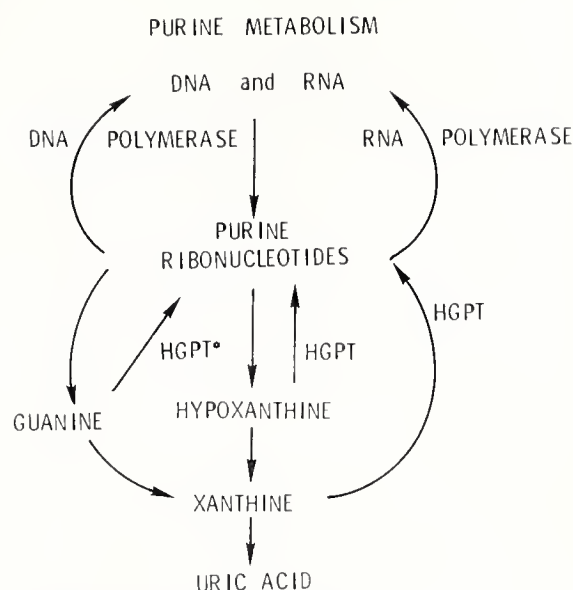 PURINE METABOLISM
DNA and RNA
DNA POLYMERASE
RNA POLYMERASE
PURINE
RIBONUCLEOTIDES
HGPT°
HGPT
HGPT
GUANINE
HYPOXANTHINE
XANTHINE
URIC ACID